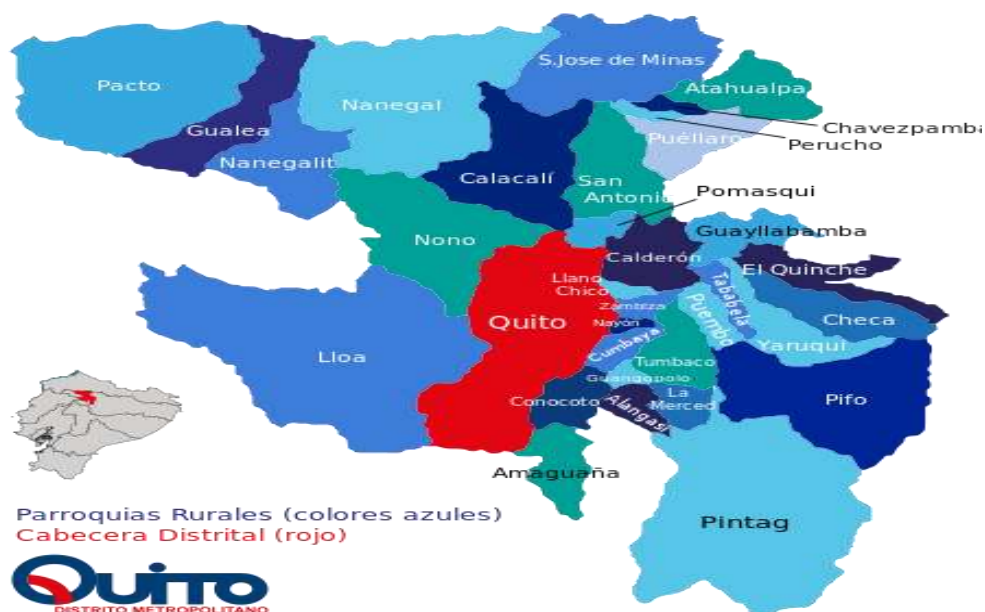 S.Jose de Minas
Pacto
Nanegal
Atahualpa
Gualea
Chavezpamba
Puéllaro
Perucho
Nanegalit
Calacalí
San
Antonio
Pomasqui
Nono
Guayllabamba
Calderón
El Quinche
Llano
Chico
Tababela
Zambiza
Puembo
Quito
Nayón
Checa
Lloa
Cumbaya
Yaruqui
Tumbaco
Guangopolo
La
Merced
Pifo
Conocoto
Alangasi
Amaguaña
Pintag
Parroquias Rurales (colores azules)
Cabecera Distrital (rojo)
QUITO
DISTRITO METROPOLITANO